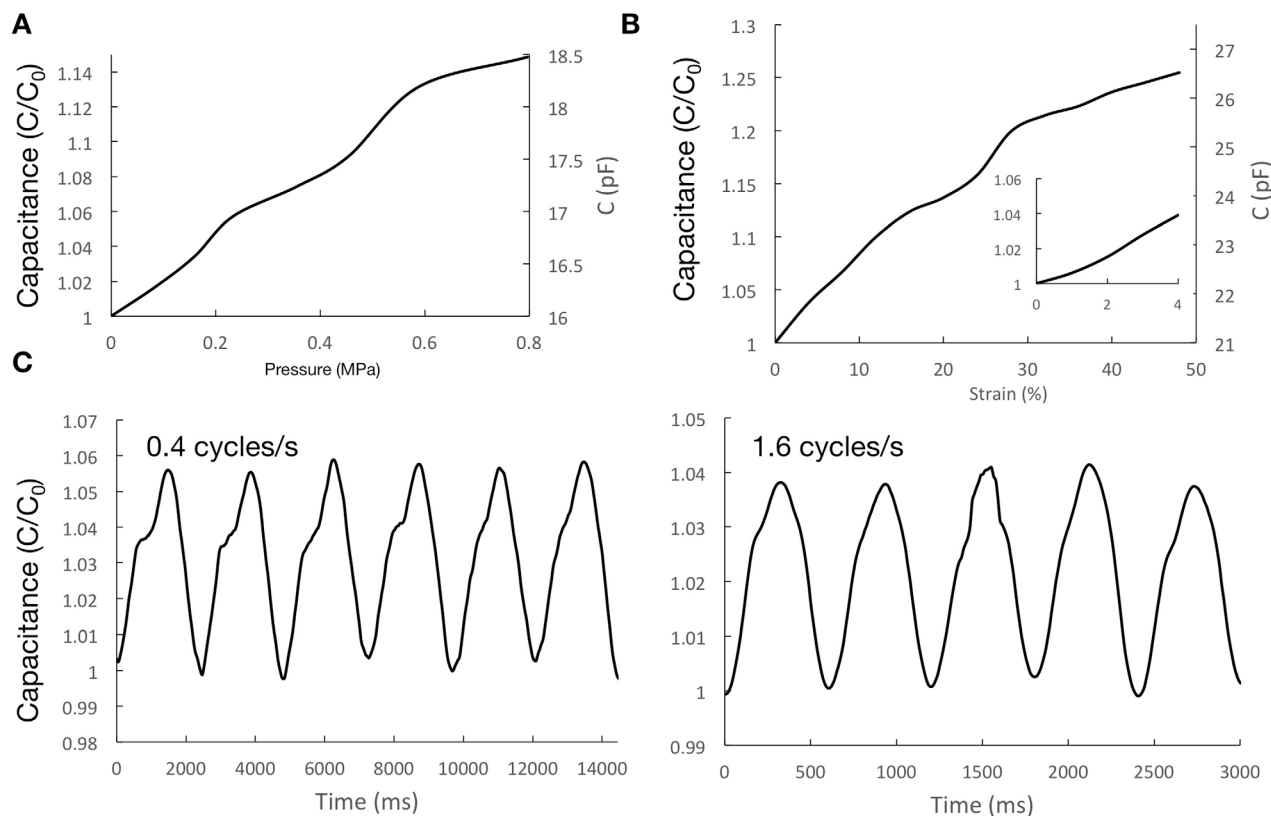 A
Capacitance (C/C0)
1.14
1.12
1.1
1.08
1.06
1.04
1.02
1
18.5
18
17.5
17
16.5
16
C (pF)
0 0.2 0.4 0.6 0.8
Pressure (MPa)
B
Capacitance (C/C0)
1.3
1.25
1.2
1.15
1.1
1.05
1
27
26
25
24
23
22
21
C (pF)
1.06
1.04
1.02
1
0 2 4
0 10 20 30 40 50
Strain (%)
C
Capacitance (C/C0)
0.4 cycles/s
1.07
1.06
1.05
1.04
1.03
1.02
1.01
1
0.99
0.98
0 2000 4000 6000 8000 10000 12000 14000
Time (ms)
1.6 cycles/s
1.05
1.04
1.03
1.02
1.01
1
0.99
0 500 1000 1500 2000 2500 3000
Time (ms)